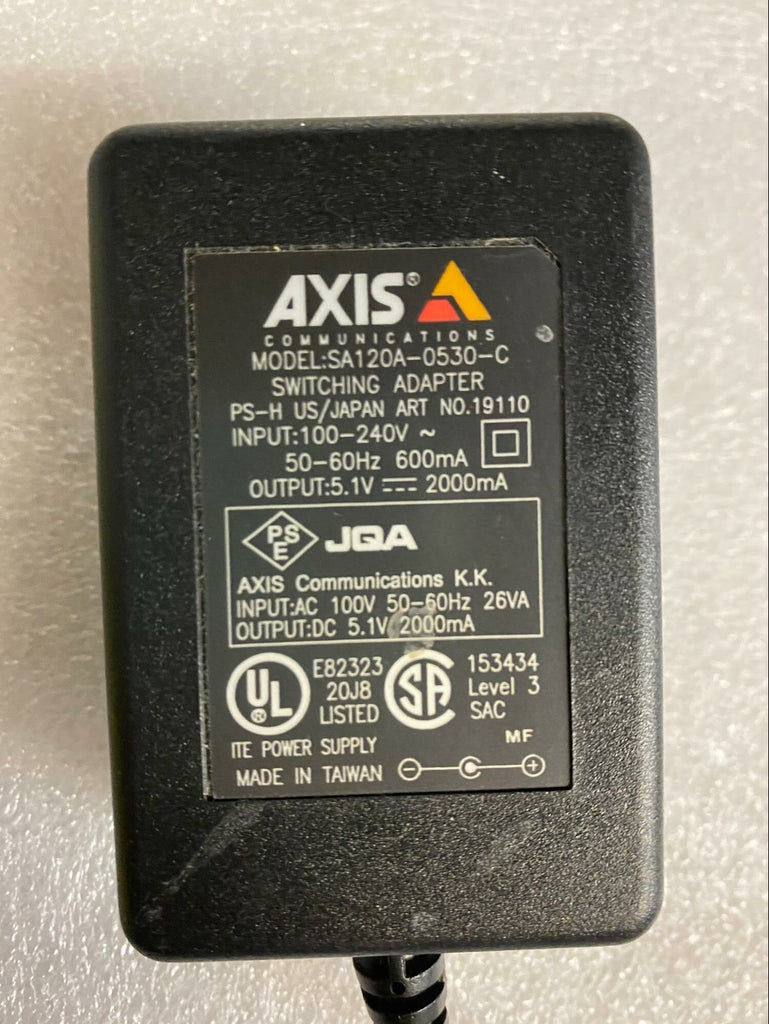 AXIS®
COMMUNICATIONS
MODEL:SA120A-0530-C
SWITCHING ADAPTER
PS-H US/JAPAN ART NO.19110
INPUT:100-240V ~
50-60Hz 600mA
OUTPUT:5.1V ⎓ 2000mA
PSE JQA
AXIS Communications K.K.
INPUT:AC 100V 50-60Hz 26VA
OUTPUT:DC 5.1V 2000mA
UL® E82323 20J8 LISTED
SA 153434 Level 3 SAC
MF
ITE POWER SUPPLY
MADE IN TAIWAN - +